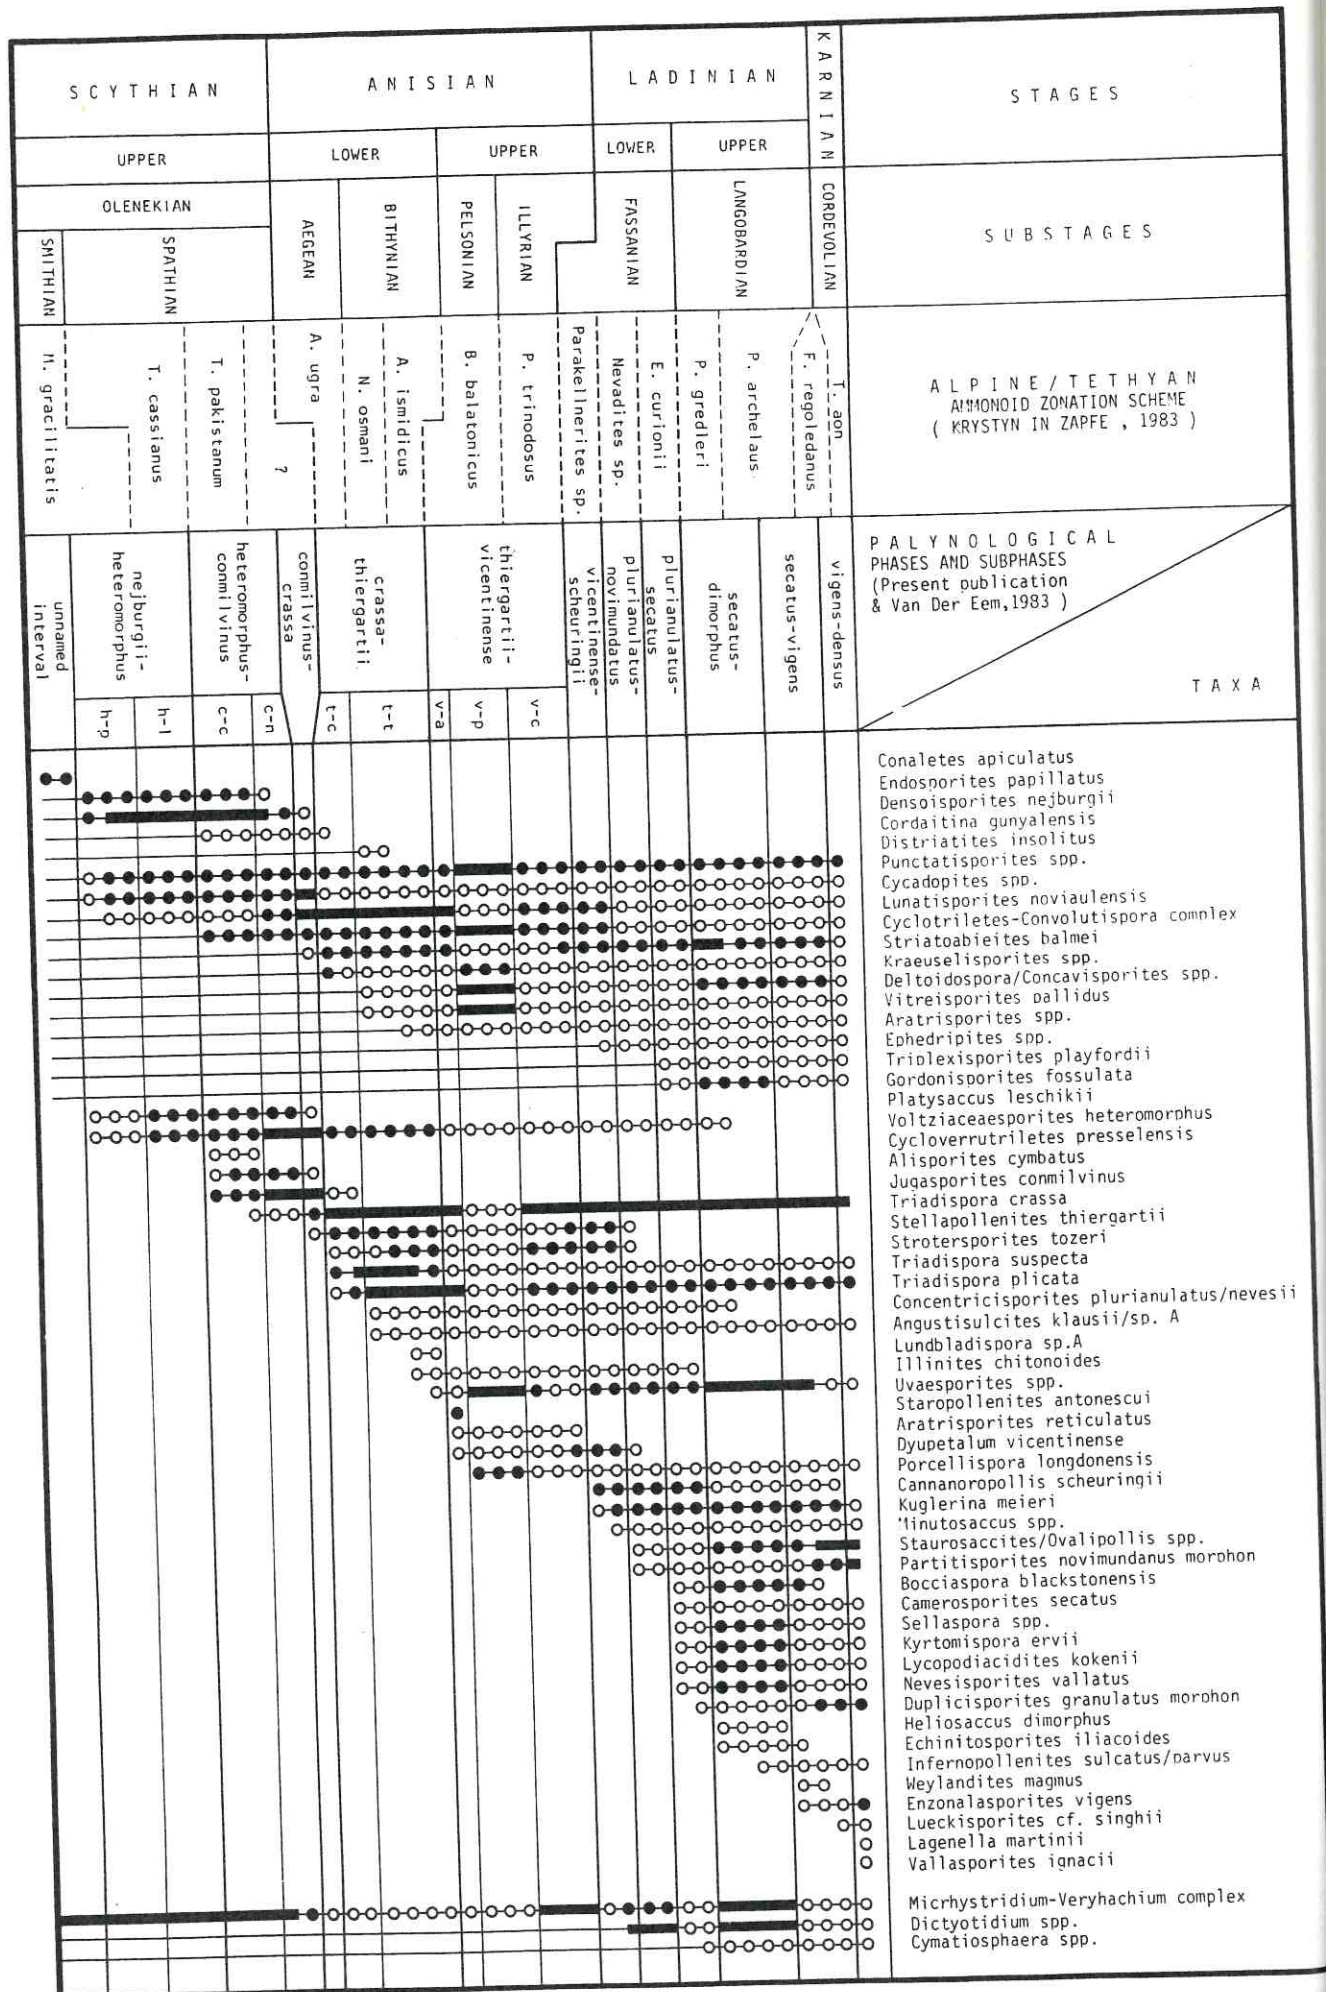 SCYTHIAN
ANISIAN
LADINIAN
KARNIAN
STAGES
UPPER
LOWER
UPPER
LOWER
UPPER
OLENEKIAN
SMITHIAN
SPATHIAN
AEGEAN
BITHYNIAN
PELSONIAN
ILLYRIAN
FASSANIAN
LANGOBARDIAN
CORDEVOLIAN
SUBSTAGES
M. gracilitatis
T. cassianus
T. pakistanum
?
A. ugra
N. osmani
A. ismidicus
B. balatonicus
P. trinodosus
Parakellnerites sp.
Nevadites sp.
E. curionii
P. gredleri
P. archelaus
F. regoledanus
T. aon
ALPINE/TETHYAN
AMMONOID ZONATION SCHEME
( KRYSTYN IN ZAPFE , 1983 )
unnamed
interval
nejburgii-
heteromorphus
heteromorphus-
conmilvinus
conmilvinus-
crassa
crassa-
thiergartii
thiergartii-
vicentinense
vicentinense-
scheuringii
plurianulatus-
novimundatus
plurianulatus-
secatus
secatus-
dimorphus
secatus-vigens
vigens-densus
PALYNOLOGICAL
PHASES AND SUBPHASES
(Present publication
& Van Der Eem,1983 )
TAXA
h-p
h-l
c-c
c-n
t-c
t-t
v-a
v-p
v-c
Conaletes apiculatus
Endosporites papillatus
Densoisporites nejburgii
Cordaitina gunyalensis
Distriatites insolitus
Punctatisporites spp.
Cycadopites spp.
Lunatisporites noviaulensis
Cyclotriletes-Convolutispora complex
Striatoabieites balmei
Kraeuselisporites spp.
Deltoidospora/Concavisporites spp.
Vitreisporites pallidus
Aratrisporites spp.
Ephedripites spp.
Triplexisporites playfordii
Gordonisporites fossulata
Platysaccus leschikii
Voltziaceaesporites heteromorphus
Cycloverrutriletes presselensis
Alisporites cymbatus
Jugasporites conmilvinus
Triadispora crassa
Stellapollenites thiergartii
Strotersporites tozeri
Triadispora suspecta
Triadispora plicata
Concentricisporites plurianulatus/nevesii
Angustisulcites klausii/sp. A
Lundbladispora sp.A
Illinites chitonoides
Uvaesporites spp.
Staropollenites antonescui
Aratrisporites reticulatus
Dyupetalum vicentinense
Porcellispora longdonensis
Cannanoropollis scheuringii
Kuglerina meieri
Minutosaccus spp.
Staurosaccites/Ovalipollis spp.
Partitisporites novimundanus morphon
Bocciaspora blackstonensis
Camerosporites secatus
Sellaspora spp.
Kyrtomispora ervii
Lycopodiacidites kokenii
Nevesisporites vallatus
Duplicisporites granulatus morphon
Heliosaccus dimorphus
Echinitosporites iliacoides
Infernopollenites sulcatus/parvus
Weylandites magmus
Enzonalasporites vigens
Lueckisporites cf. singhii
Lagenella martinii
Vallasporites ignacii
Micrhystridium-Veryhachium complex
Dictyotidium spp.
Cymatiosphaera spp.